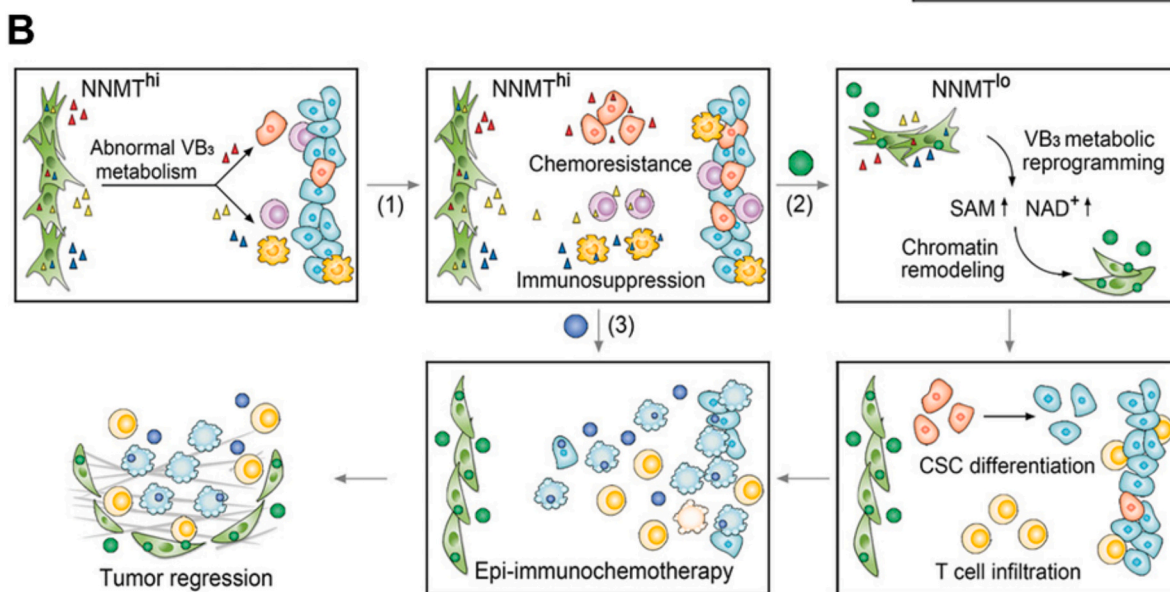 B
NNMThi
Abnormal VB₃
metabolism
(1)
NNMThi
Chemoresistance
Immunosuppression
(2)
NNMTlo
VB₃ metabolic
reprogramming
SAM↑ NAD+↑
Chromatin
remodeling
(3)
Tumor regression
Epi-immunochemotherapy
CSC differentiation
T cell infiltration